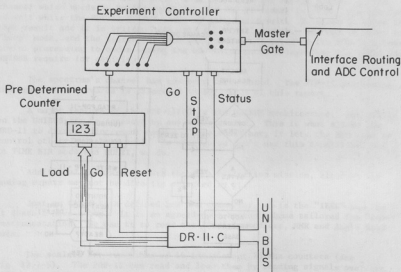 Experiment Controller
Master
Gate
Interface Routing
and ADC Control
Go
Stop
Status
Pre Determined
Counter
123
Load
Go
Reset
DR-11-C
UNIBUS